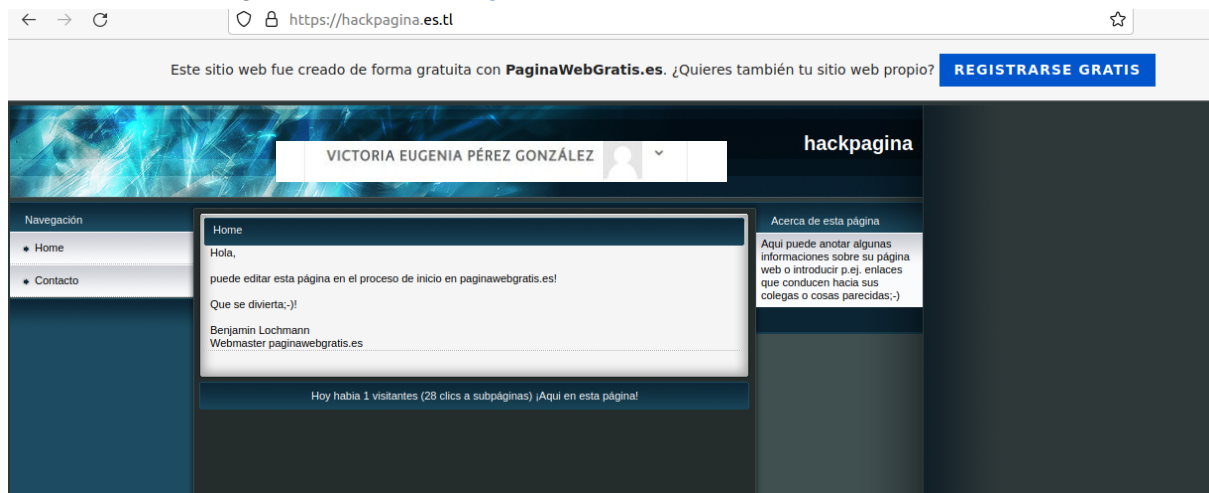 https://hackpagina.es.tl
Este sitio web fue creado de forma gratuita con PaginaWebGratis.es. ¿Quieres también tu sitio web propio? REGISTRARSE GRATIS
hackpagina
VICTORIA EUGENIA PÉREZ GONZÁLEZ
Navegación
Home
Contacto
Home
Hola,
puede editar esta página en el proceso de inicio en paginawebgratis.es!
Que se divierta;-)!
Benjamin Lochmann
Webmaster paginawebgratis.es
Hoy habia 1 visitantes (28 clics a subpáginas) ¡Aqui en esta página!
Acerca de esta página
Aqui puede anotar algunas
informaciones sobre su página
web o introducir p.ej. enlaces
que conducen hacia sus
colegas o cosas parecidas;-)